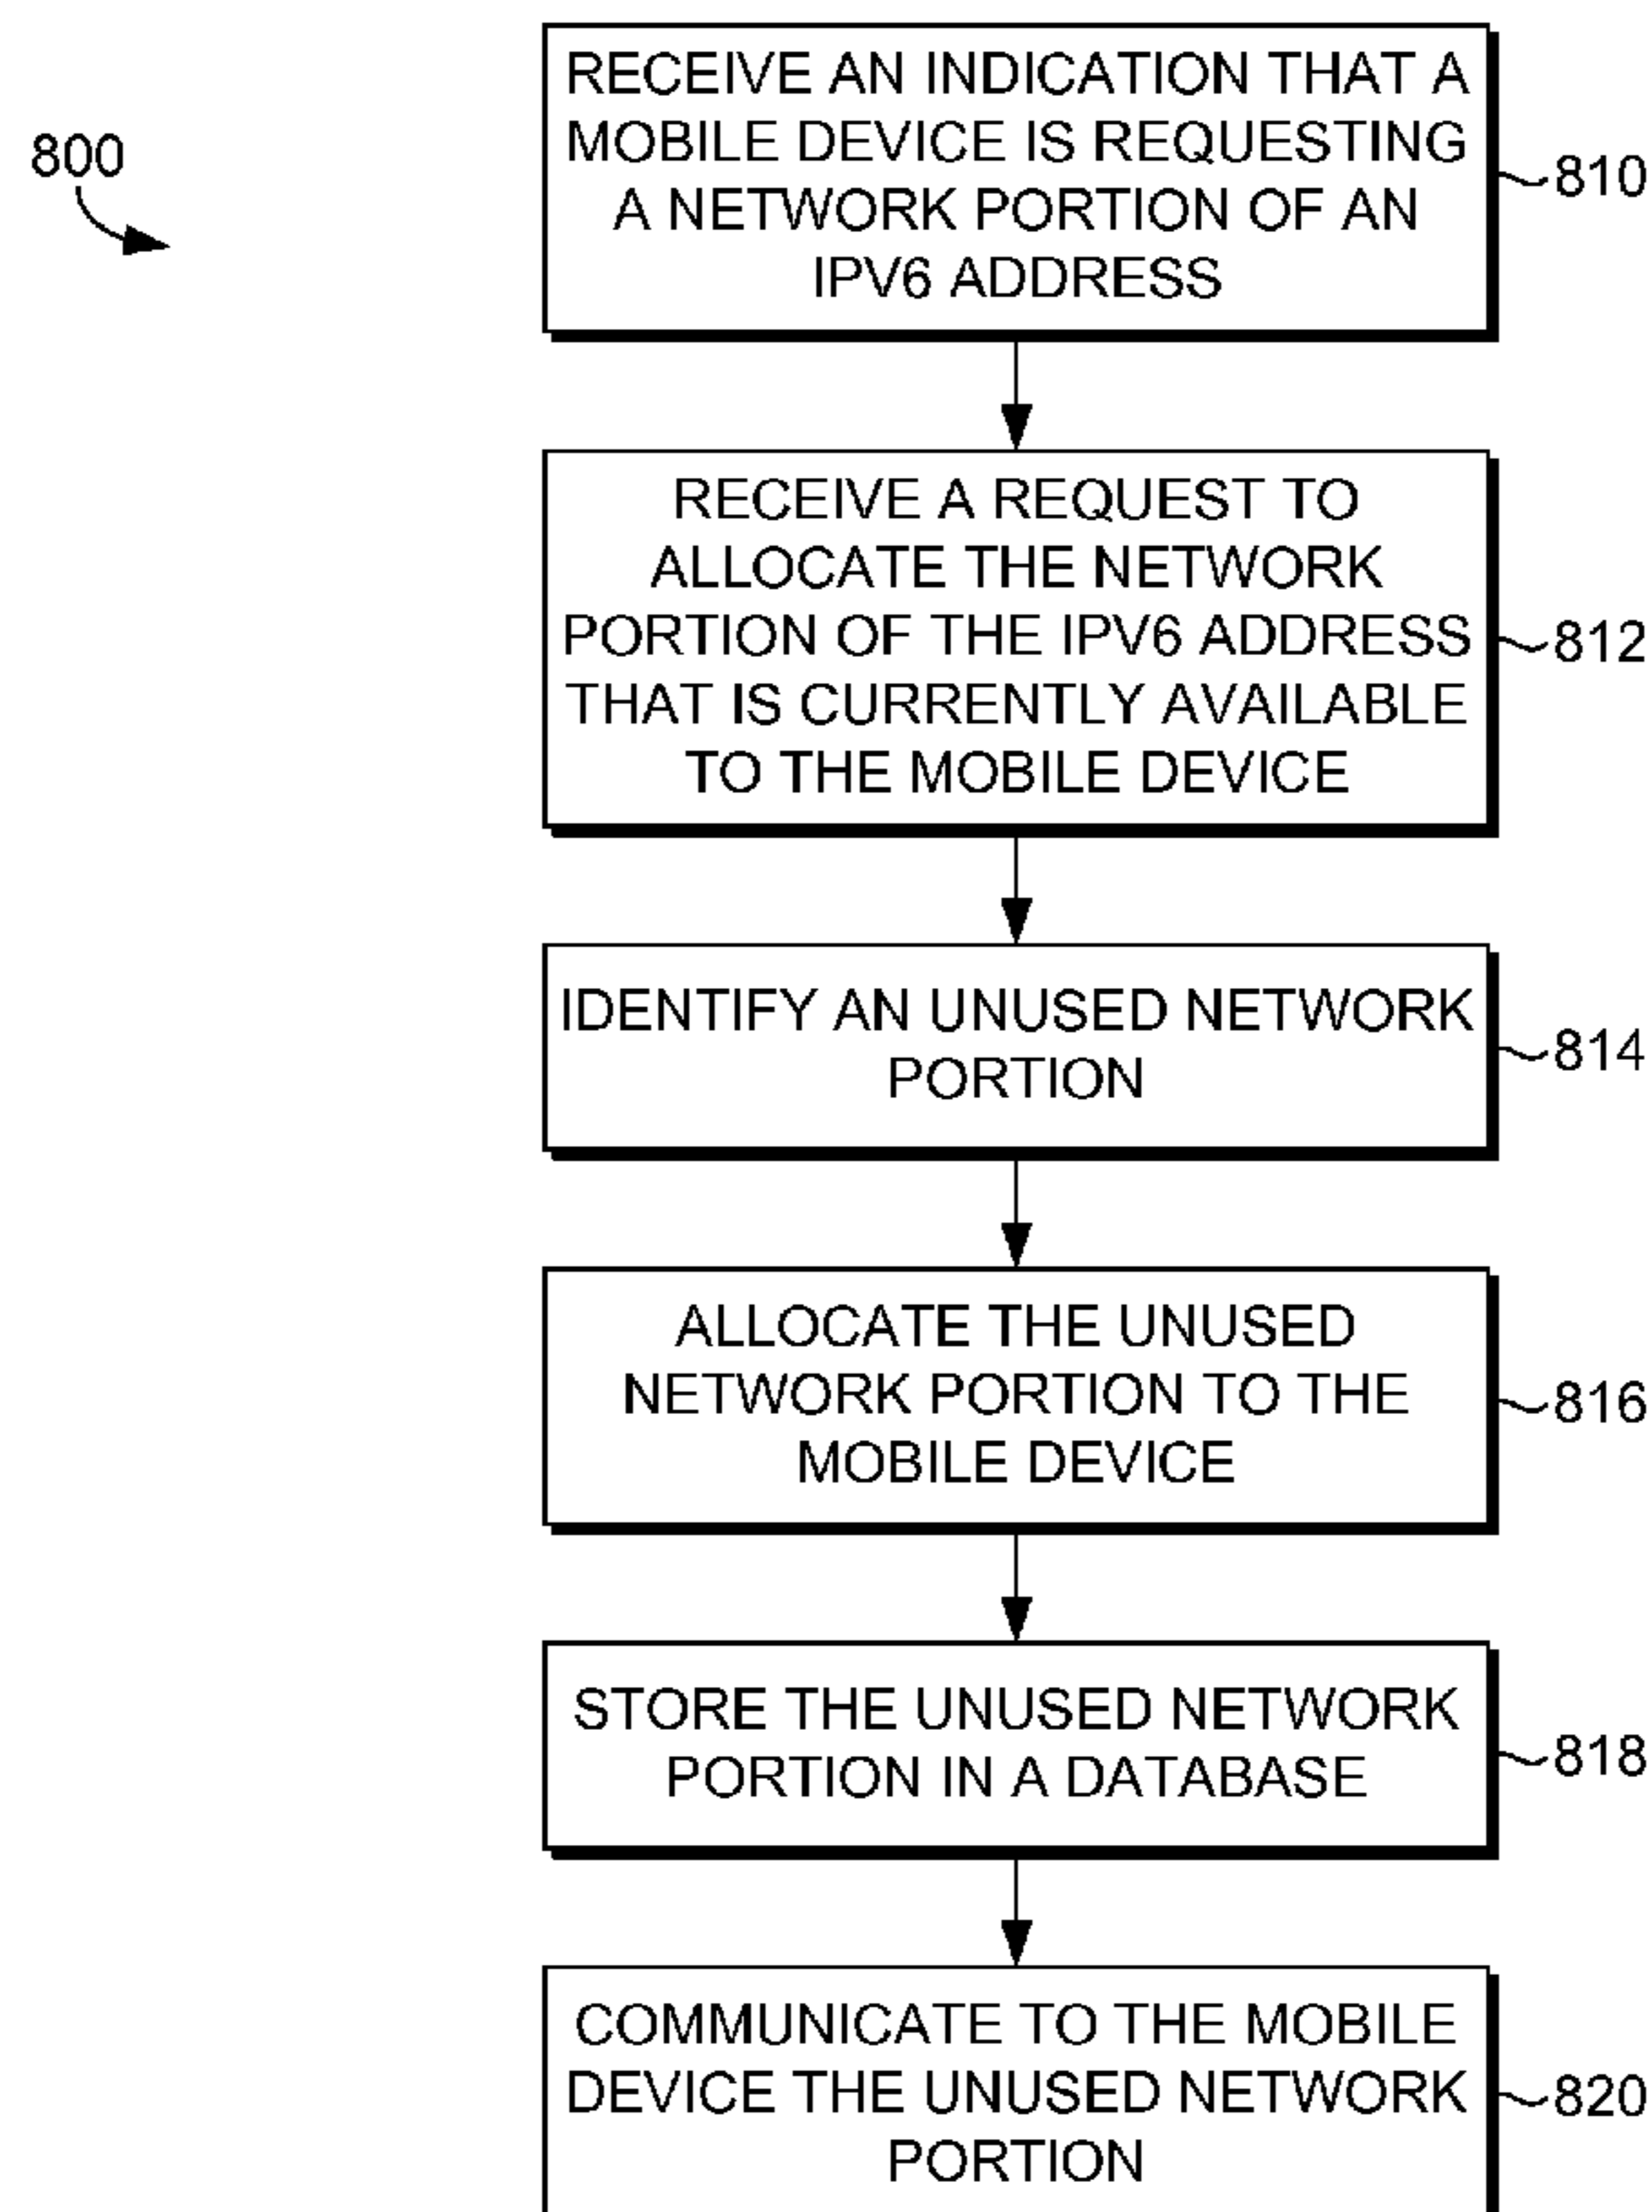 800
RECEIVE AN INDICATION THAT A
MOBILE DEVICE IS REQUESTING
A NETWORK PORTION OF AN
IPV6 ADDRESS
810
RECEIVE A REQUEST TO
ALLOCATE THE NETWORK
PORTION OF THE IPV6 ADDRESS
THAT IS CURRENTLY AVAILABLE
TO THE MOBILE DEVICE
812
IDENTIFY AN UNUSED NETWORK
PORTION
814
ALLOCATE THE UNUSED
NETWORK PORTION TO THE
MOBILE DEVICE
816
STORE THE UNUSED NETWORK
PORTION IN A DATABASE
818
COMMUNICATE TO THE MOBILE
DEVICE THE UNUSED NETWORK
PORTION
820